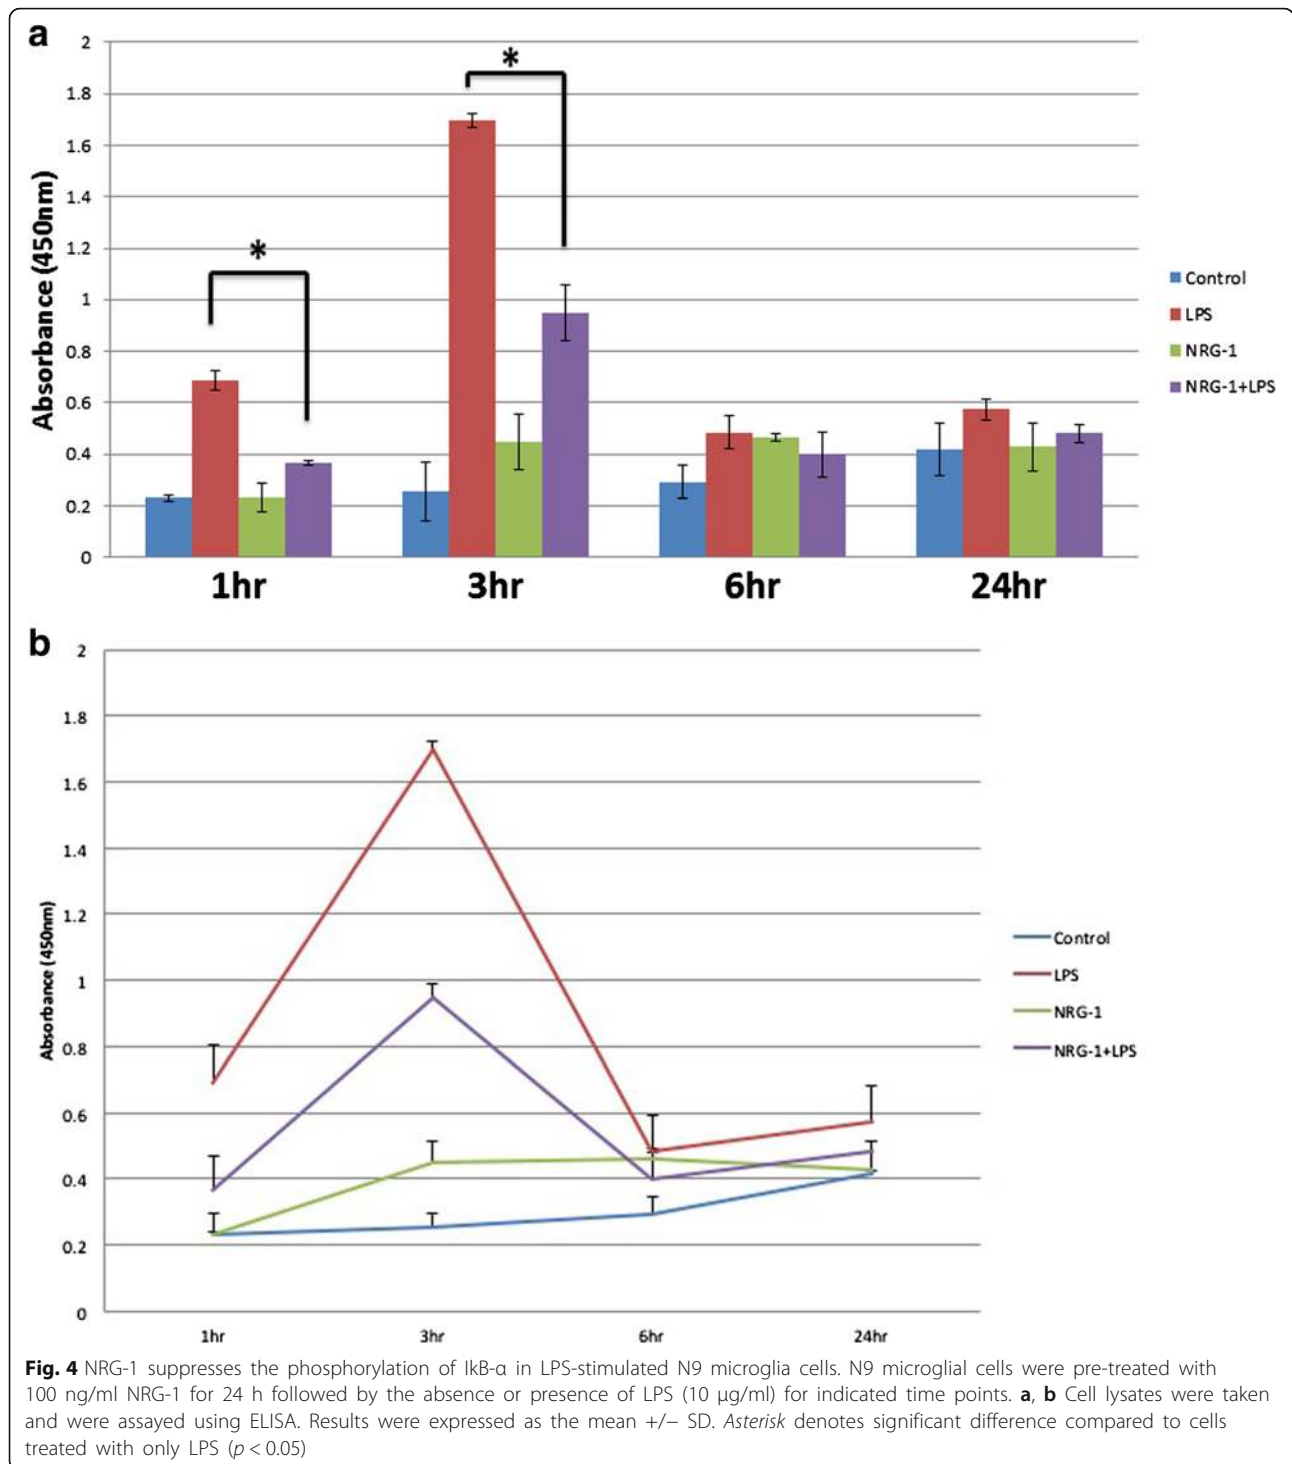 a
2
1.8
1.6
1.4
1.2
1
0.8
0.6
0.4
0.2
0
Absorbance (450nm)
*
*
1hr
3hr
6hr
24hr
Control
LPS
NRG-1
NRG-1+LPS
b
2
1.8
1.6
1.4
1.2
1
0.8
0.6
0.4
0.2
0
Absorbance (450nm)
1hr
3hr
6hr
24hr
Control
LPS
NRG-1
NRG-1+LPS
Fig. 4 NRG-1 suppresses the phosphorylation of IkB-α in LPS-stimulated N9 microglia cells. N9 microglial cells were pre-treated with
100 ng/ml NRG-1 for 24 h followed by the absence or presence of LPS (10 μg/ml) for indicated time points. a, b Cell lysates were taken
and were assayed using ELISA. Results were expressed as the mean +/− SD. Asterisk denotes significant difference compared to cells
treated with only LPS (p < 0.05)